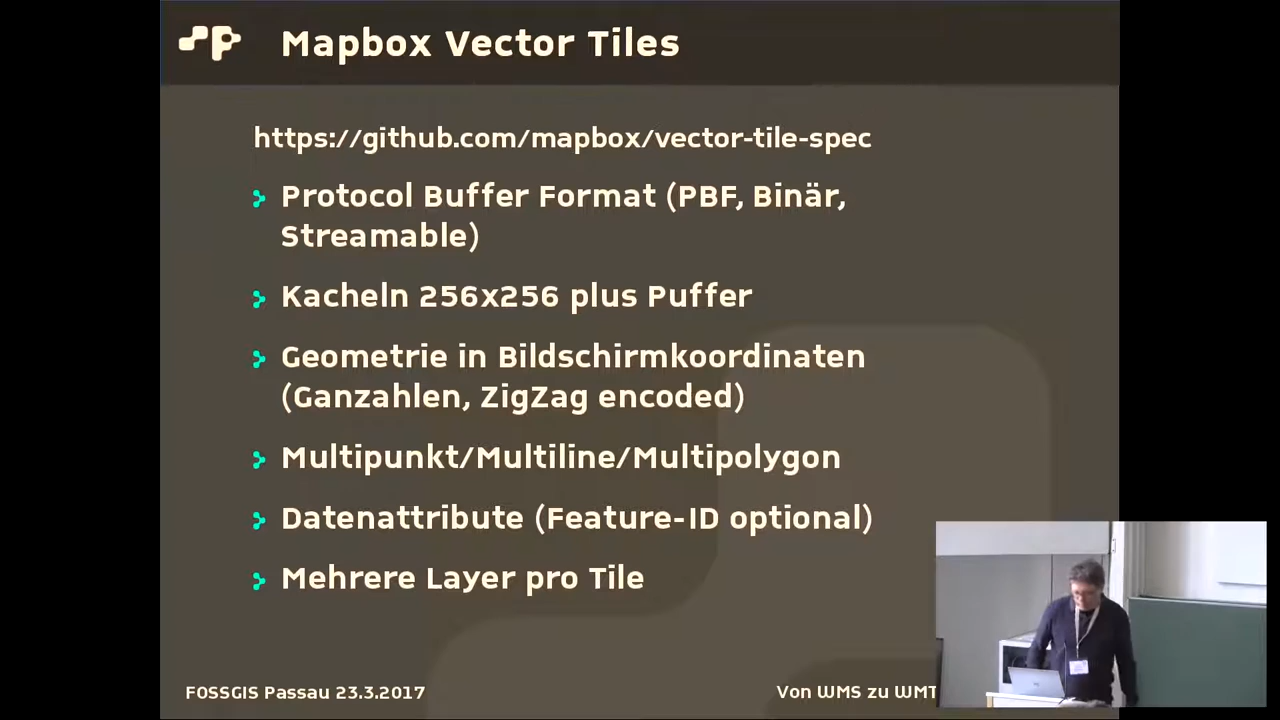 Mapbox Vector Tiles
https://github.com/mapbox/vector-tile-spec
Protocol Buffer Format (PBF, Binär,
Streamable)
Kacheln 256x256 plus Puffer
Geometrie in Bildschirmkoordinaten
(Ganzahlen, ZigZag encoded)
Multipunkt/Multiline/Multipolygon
Datenattribute (Feature-ID optional)
Mehrere Layer pro Tile
FOSSGIS Passau 23.3.2017
Von WMS zu WMT